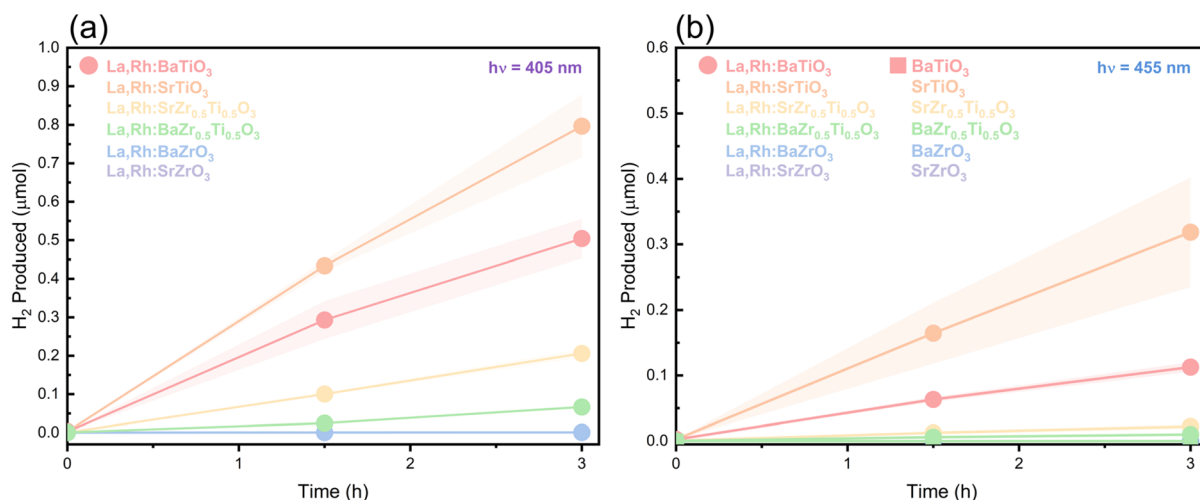 (a)
La,Rh:BaTiO₃
La,Rh:SrTiO₃
La,Rh:SrZr₀.₅Ti₀.₅O₃
La,Rh:BaZr₀.₅Ti₀.₅O₃
La,Rh:BaZrO₃
La,Rh:SrZrO₃
hν = 405 nm
H₂ Produced (μmol)
1.0
0.9
0.8
0.7
0.6
0.5
0.4
0.3
0.2
0.1
0.0
0 1 2 3
Time (h)
(b)
La,Rh:BaTiO₃ BaTiO₃
La,Rh:SrTiO₃ SrTiO₃
La,Rh:SrZr₀.₅Ti₀.₅O₃ SrZr₀.₅Ti₀.₅O₃
La,Rh:BaZr₀.₅Ti₀.₅O₃ BaZr₀.₅Ti₀.₅O₃
La,Rh:BaZrO₃ BaZrO₃
La,Rh:SrZrO₃ SrZrO₃
hν = 455 nm
H₂ Produced (μmol)
0.6
0.5
0.4
0.3
0.2
0.1
0.0
0 1 2 3
Time (h)